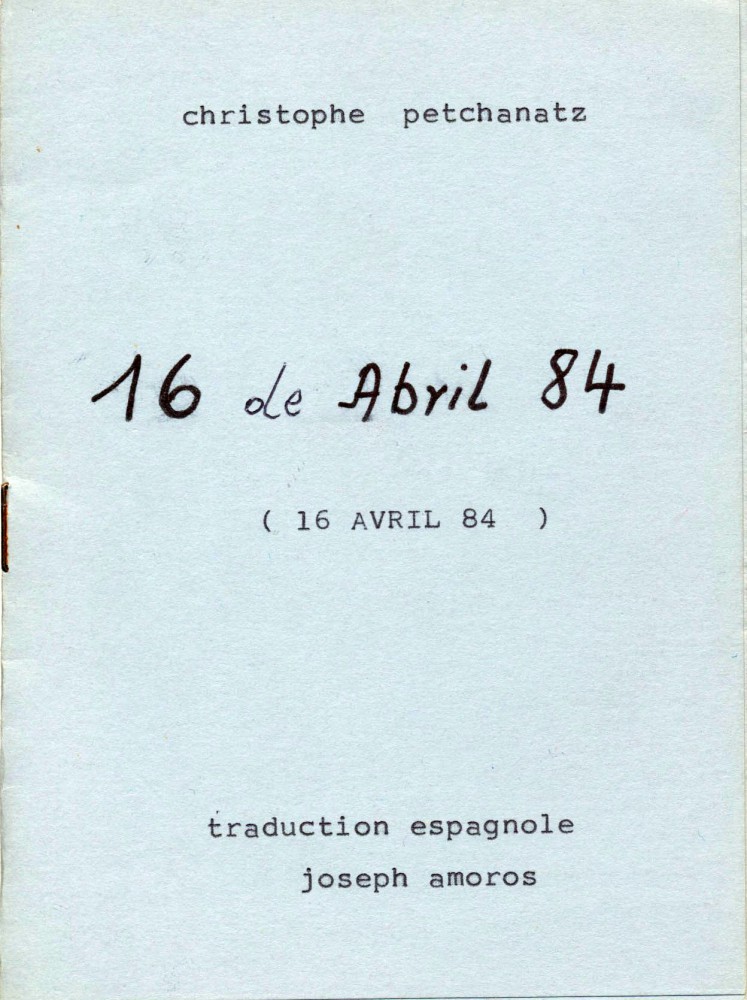 christophe petchanatz
16 de Abril 84
( 16 AVRIL 84 )
traduction espagnole
joseph amoros